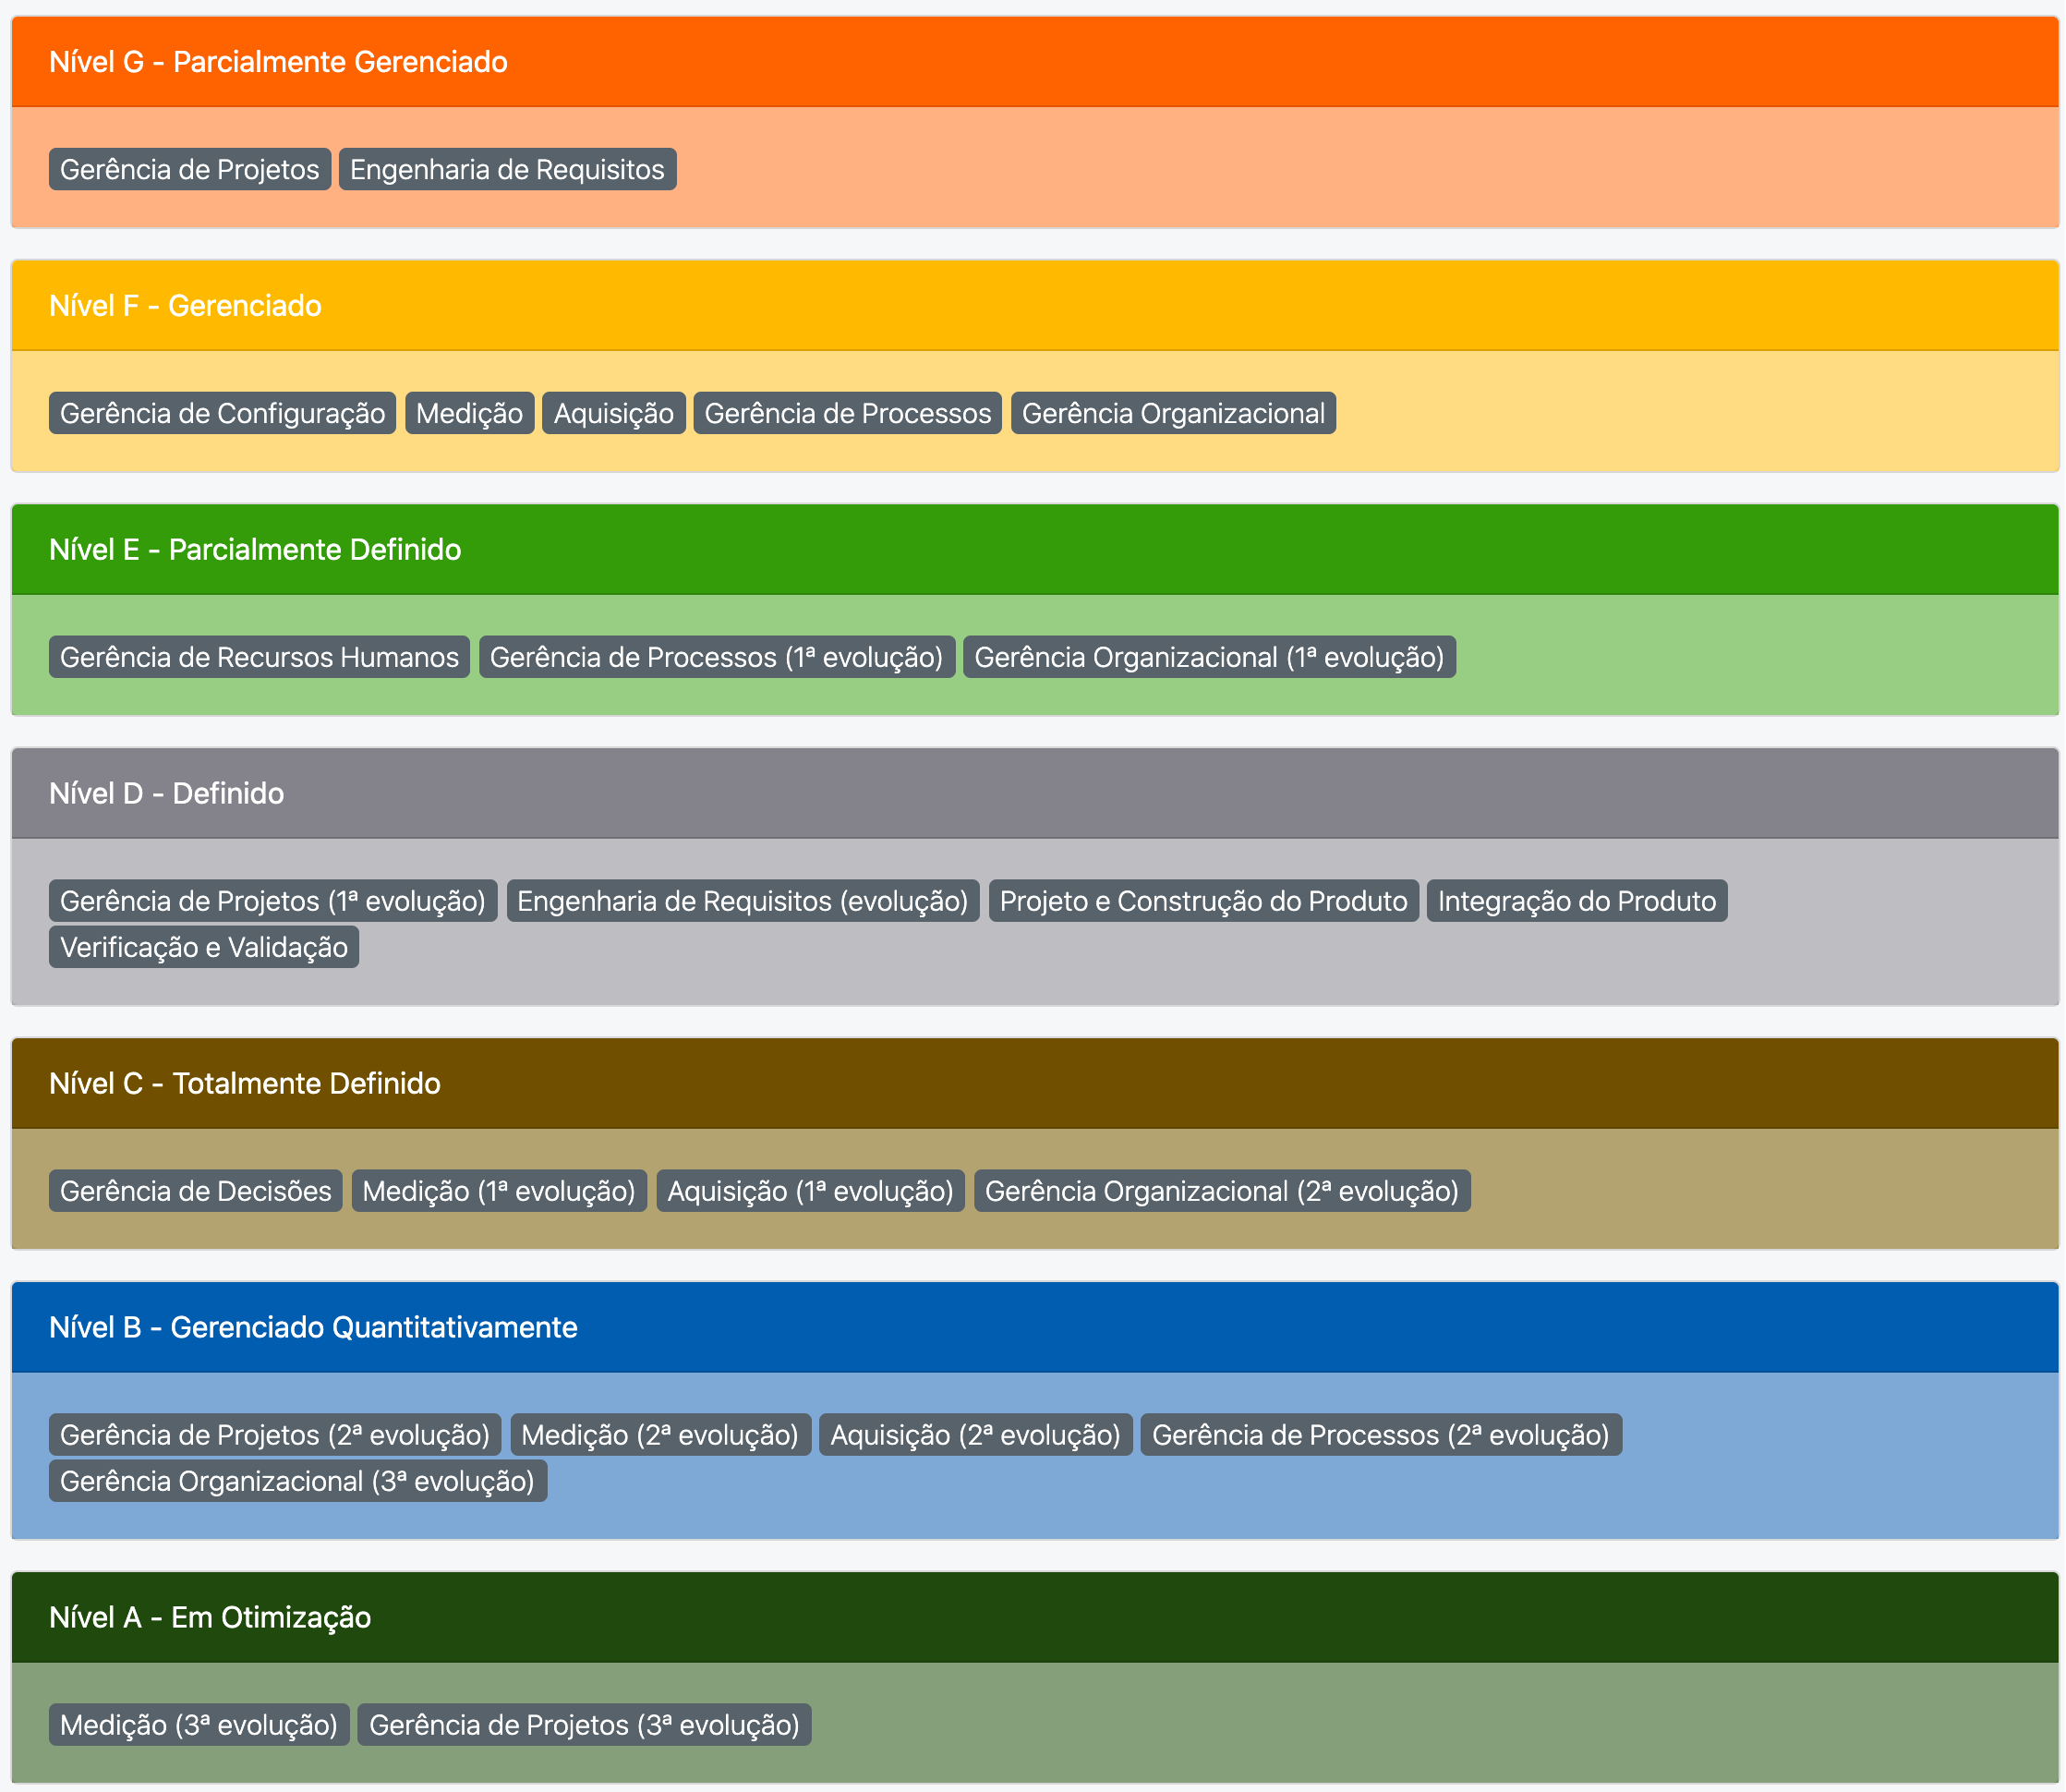 Nível G - Parcialmente Gerenciado
Gerência de Projetos Engenharia de Requisitos
Nível F - Gerenciado
Gerência de Configuração Medição Aquisição Gerência de Processos Gerência Organizacional
Nível E - Parcialmente Definido
Gerência de Recursos Humanos Gerência de Processos (1ª evolução) Gerência Organizacional (1ª evolução)
Nível D - Definido
Gerência de Projetos (1ª evolução) Engenharia de Requisitos (evolução) Projeto e Construção do Produto Integração do Produto
Verificação e Validação
Nível C - Totalmente Definido
Gerência de Decisões Medição (1ª evolução) Aquisição (1ª evolução) Gerência Organizacional (2ª evolução)
Nível B - Gerenciado Quantitativamente
Gerência de Projetos (2ª evolução) Medição (2ª evolução) Aquisição (2ª evolução) Gerência de Processos (2ª evolução)
Gerência Organizacional (3ª evolução)
Nível A - Em Otimização
Medição (3ª evolução) Gerência de Projetos (3ª evolução)